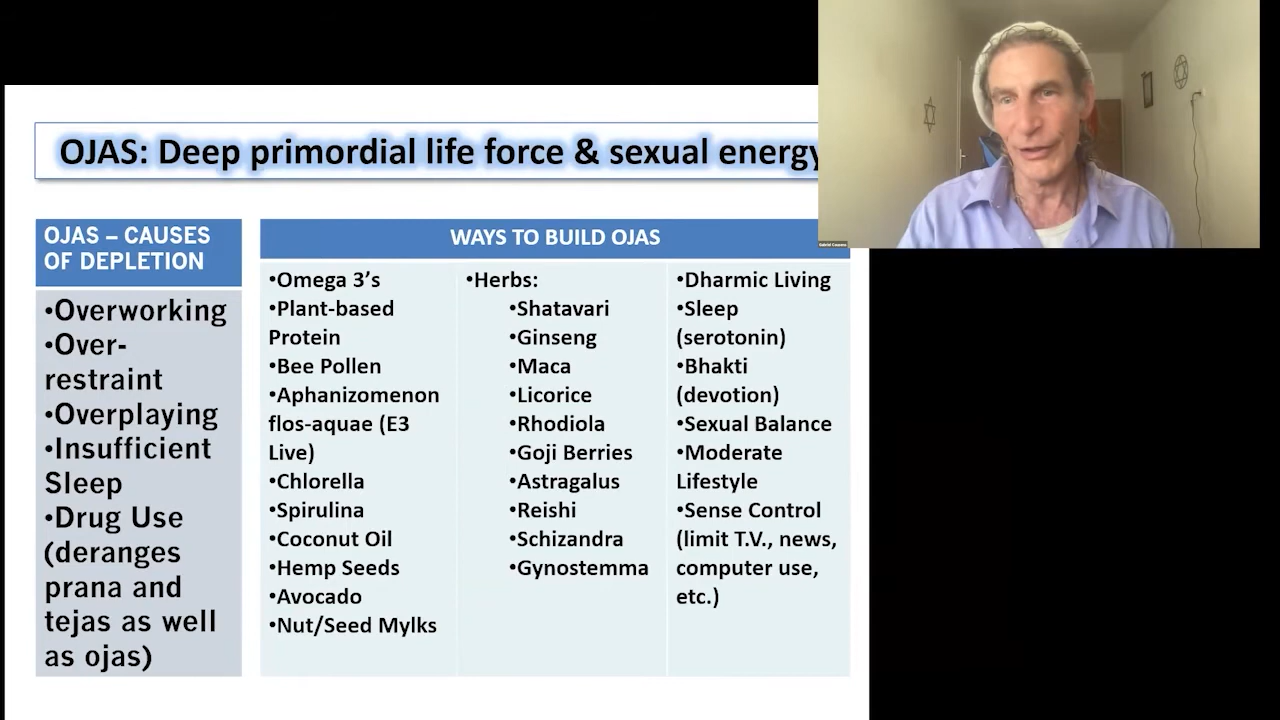 OJAS: Deep primordial life force & sexual energy
OJAS – CAUSES
OF DEPLETION
•Overworking
•Over-
restraint
•Overplaying
•Insufficient
Sleep
•Drug Use
(deranges
prana and
tejas as well
as ojas)
WAYS TO BUILD OJAS
•Omega 3’s
•Plant-based
Protein
•Bee Pollen
•Aphanizomenon
flos-aquae (E3
Live)
•Chlorella
•Spirulina
•Coconut Oil
•Hemp Seeds
•Avocado
•Nut/Seed Mylks
•Herbs:
•Shatavari
•Ginseng
•Maca
•Licorice
•Rhodiola
•Goji Berries
•Astragalus
•Reishi
•Schizandra
•Gynostemma
•Dharmic Living
•Sleep
(serotonin)
•Bhakti
(devotion)
•Sexual Balance
•Moderate
Lifestyle
•Sense Control
(limit T.V., news,
computer use,
etc.)
Gabriel Cousens